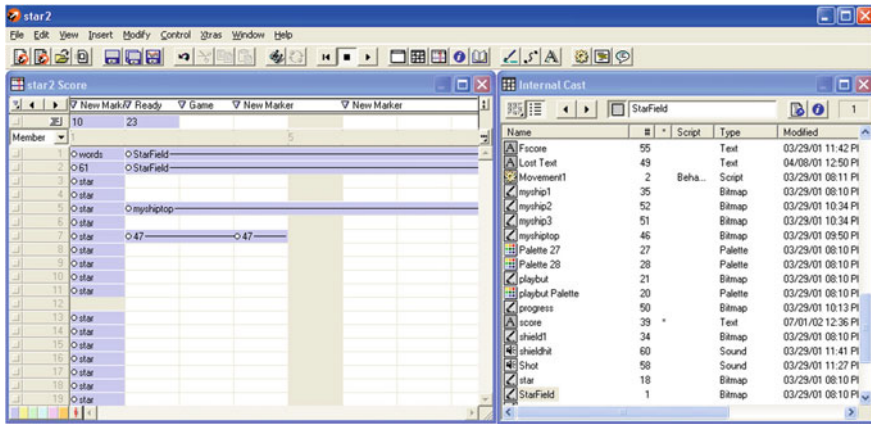 star2
File Edit View Insert Modify Control Xtras Window Help
star2 Score
New Mark Ready Game New Marker New Marker
10 23
Member 1 5
1 words StarField
2 61 StarField
3 star
4 star
5 star myshiptop
6 star
7 star 47 47
8 star
9 star
10 star
11 star
12
13 star
14 star
15 star
16 star
17 star
18 star
19 star
Internal Cast
StarField 1
Name # * Script Type Modified
Fscore 55 Text 03/29/01 11:42 PI
Lost Text 49 Text 04/08/01 12:50 PI
Movement1 2 Beha... Script 03/29/01 08:11 PI
myship1 35 Bitmap 03/29/01 08:10 PI
myship2 52 Bitmap 03/29/01 10:34 PI
myship3 51 Bitmap 03/29/01 10:34 PI
myshiptop 46 Bitmap 03/29/01 09:50 PI
Palette 27 27 Palette 03/29/01 08:10 PI
Palette 28 28 Palette 03/29/01 08:10 PI
playbut 21 Bitmap 03/29/01 08:10 PI
playbut Palette 20 Palette 03/29/01 08:10 PI
progress 50 Bitmap 03/29/01 10:13 PI
score 39 * Text 07/01/02 12:36 PI
shield1 34 Bitmap 03/29/01 08:10 PI
shieldhit 60 Sound 03/29/01 11:41 PI
Shot 58 Sound 03/29/01 11:27 PI
star 18 Bitmap 03/29/01 08:10 PI
StarField 1 Bitmap 03/29/01 08:10 PI